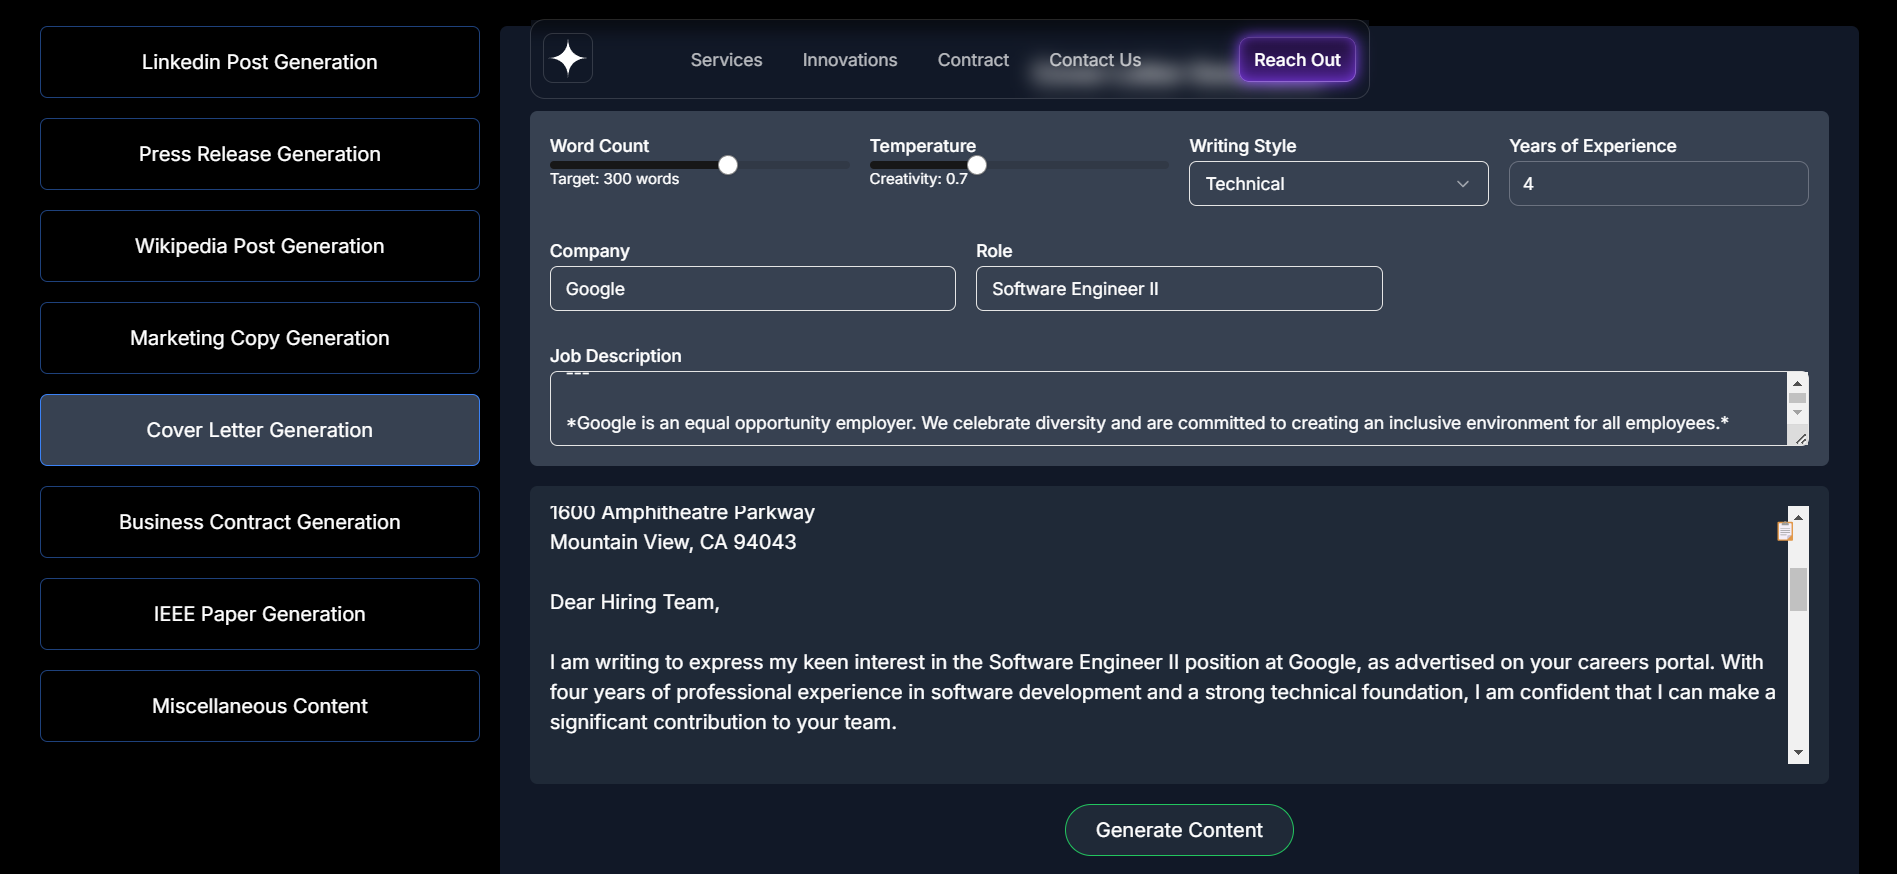 Linkedin Post Generation
Press Release Generation
Wikipedia Post Generation
Marketing Copy Generation
Cover Letter Generation
Business Contract Generation
IEEE Paper Generation
Miscellaneous Content
Services
Innovations
Contract
Contact Us
Reach Out
Word Count
Target: 300 words
Temperature
Creativity: 0.7
Writing Style
Technical
Years of Experience
4
Company
Google
Role
Software Engineer II
Job Description
---
*Google is an equal opportunity employer. We celebrate diversity and are committed to creating an inclusive environment for all employees.*
1600 Amphitheatre Parkway
Mountain View, CA 94043
Dear Hiring Team,
I am writing to express my keen interest in the Software Engineer II position at Google, as advertised on your careers portal. With
four years of professional experience in software development and a strong technical foundation, I am confident that I can make a
significant contribution to your team.
Generate Content